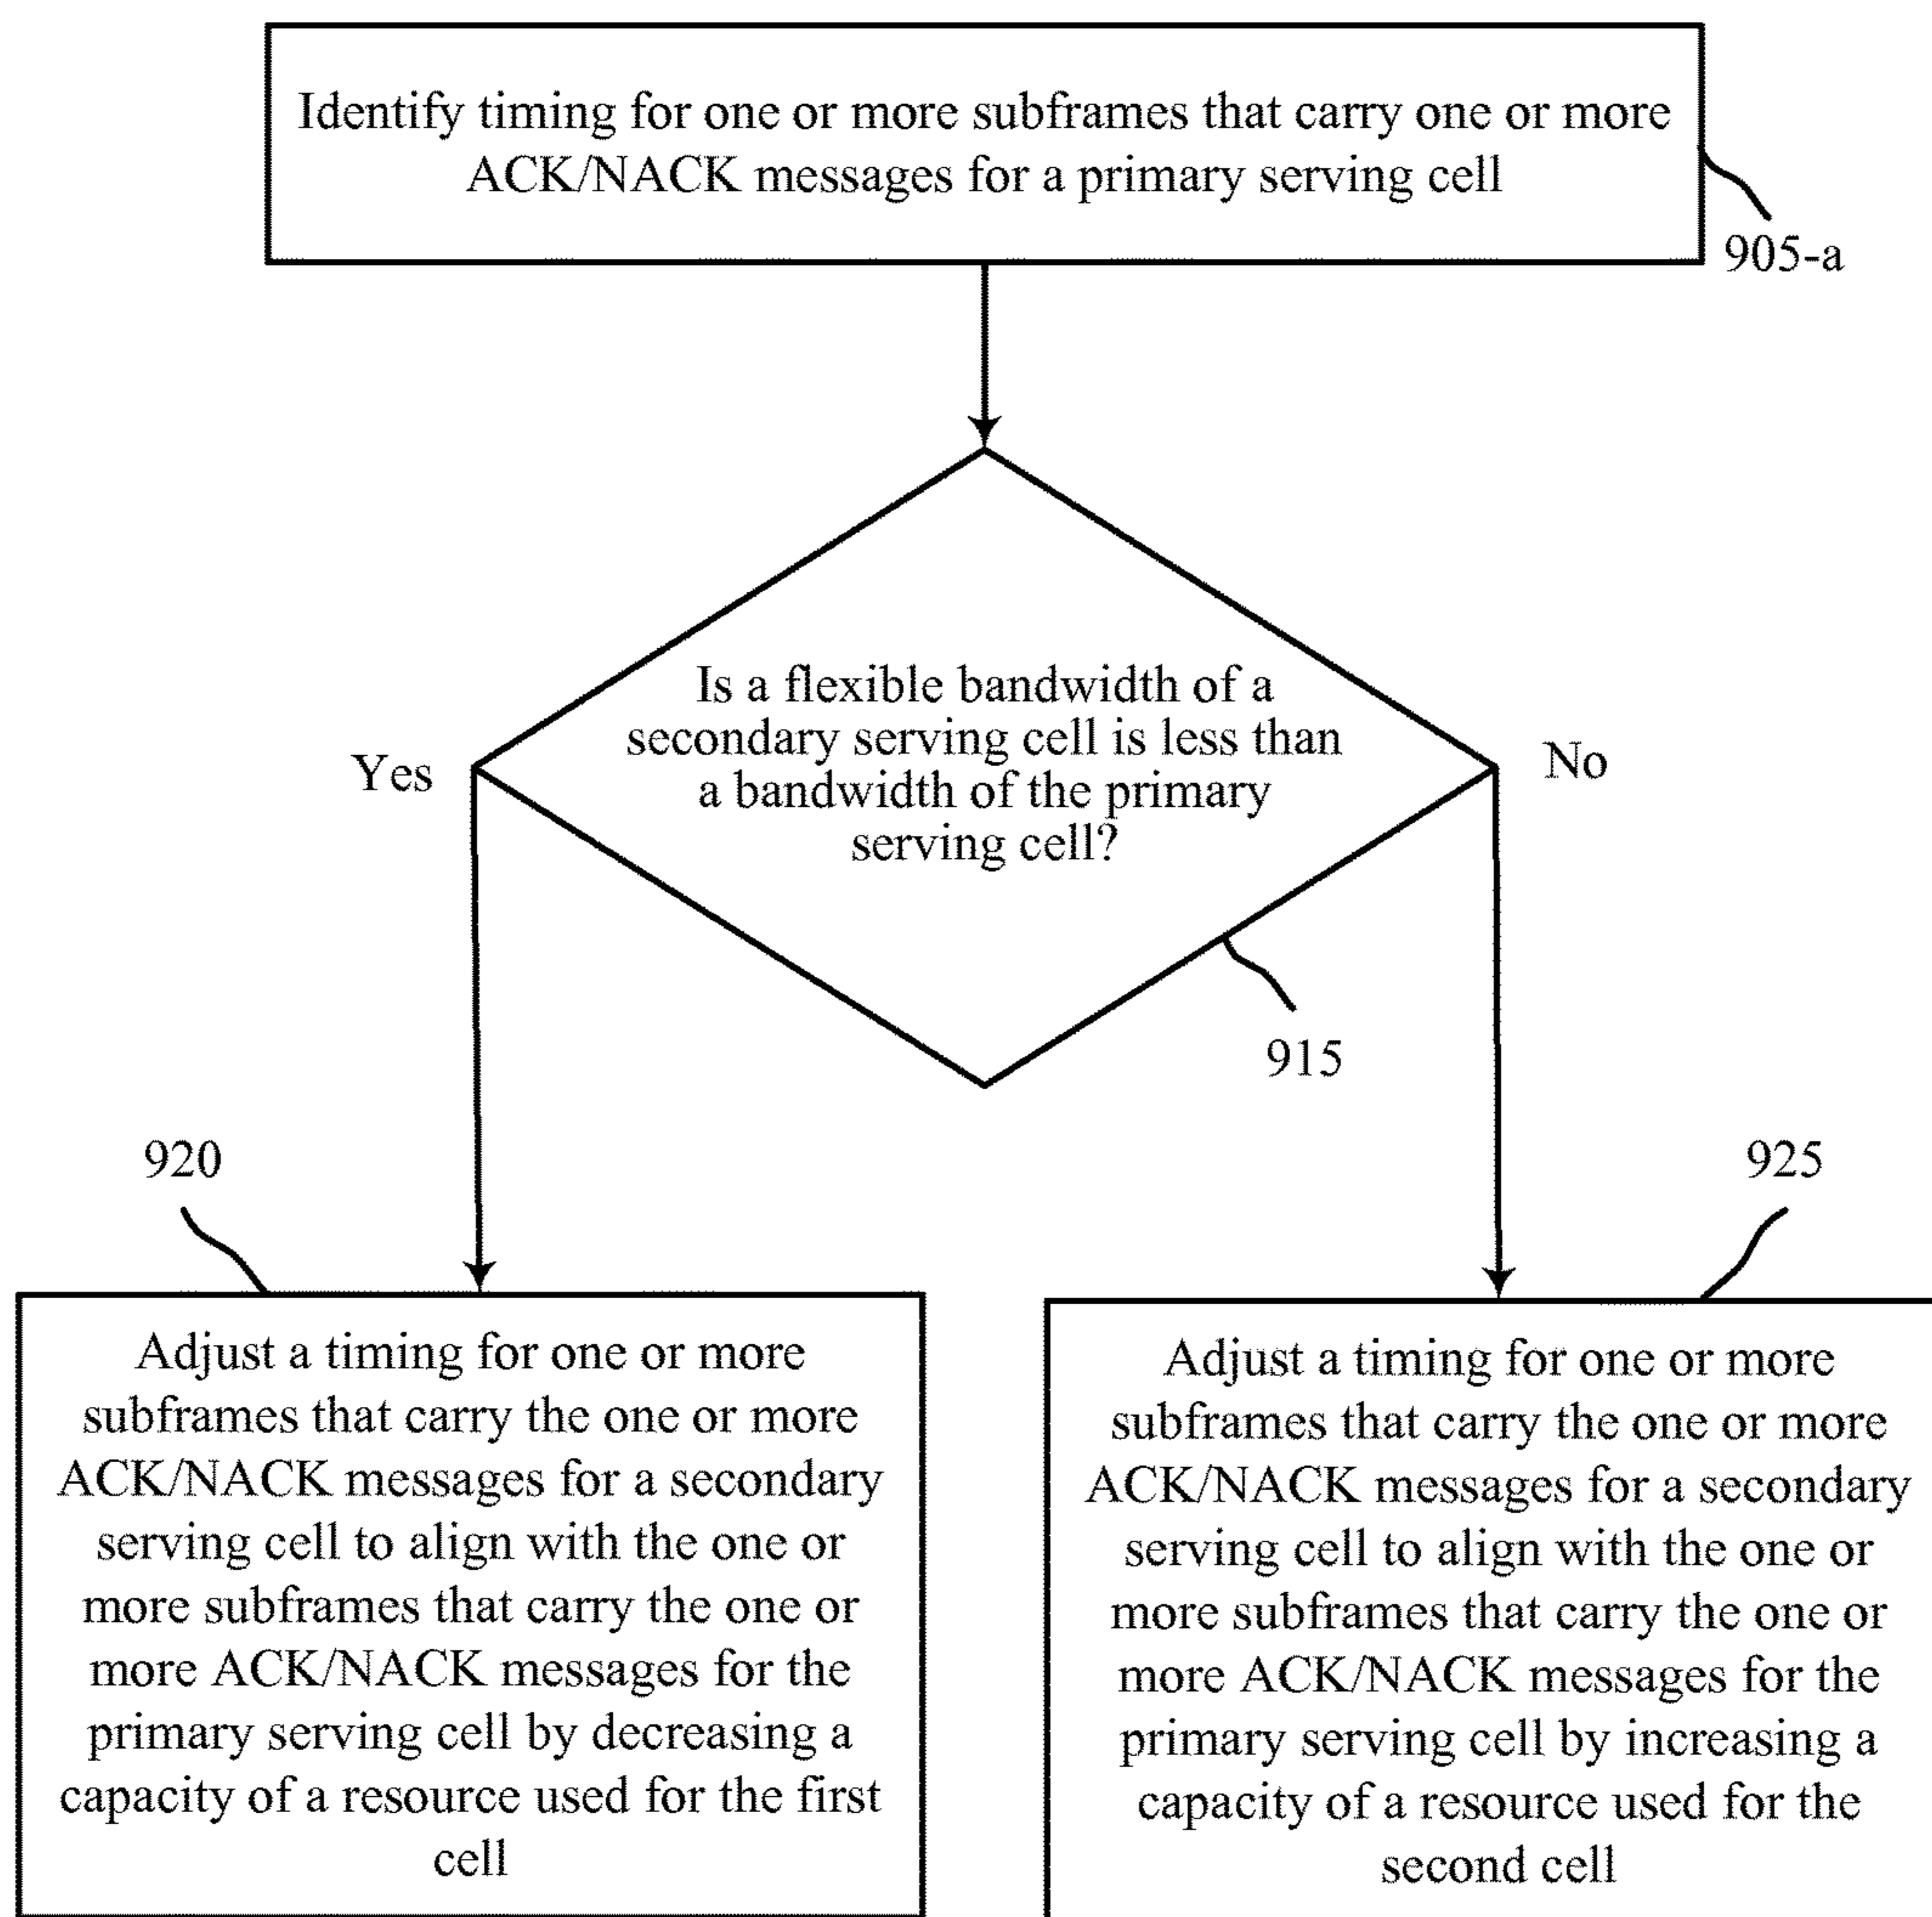 Identify timing for one or more subframes that carry one or more
ACK/NACK messages for a primary serving cell
905-a
Is a flexible bandwidth of a
secondary serving cell is less than
a bandwidth of the primary
serving cell?
Yes
No
915
920
925
Adjust a timing for one or more
subframes that carry the one or more
ACK/NACK messages for a secondary
serving cell to align with the one or
more subframes that carry the one or
more ACK/NACK messages for the
primary serving cell by decreasing a
capacity of a resource used for the first
cell
Adjust a timing for one or more
subframes that carry the one or more
ACK/NACK messages for a secondary
serving cell to align with the one or
more subframes that carry the one or
more ACK/NACK messages for the
primary serving cell by increasing a
capacity of a resource used for the
second cell